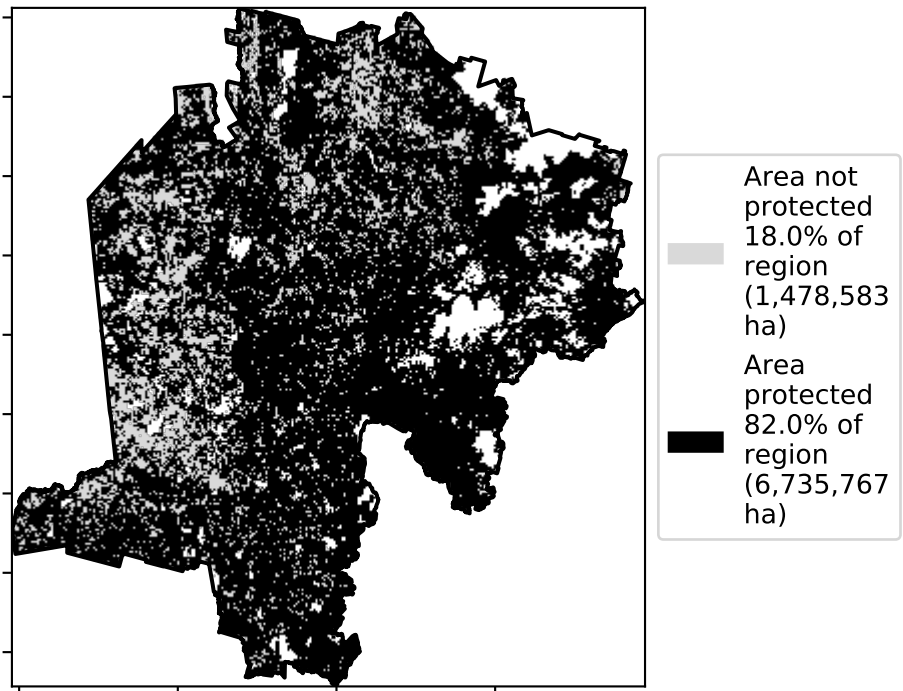 Area not
protected
18.0% of
region
(1,478,583
ha)
Area
protected
82.0% of
region
(6,735,767
ha)